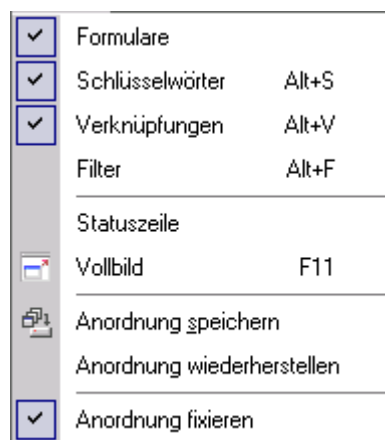 Formulare
Schlüsselwörter Alt+S
Verknüpfungen Alt+V
Filter Alt+F
Statuszeile
Vollbild F11
Anordnung speichern
Anordnung wiederherstellen
Anordnung fixieren